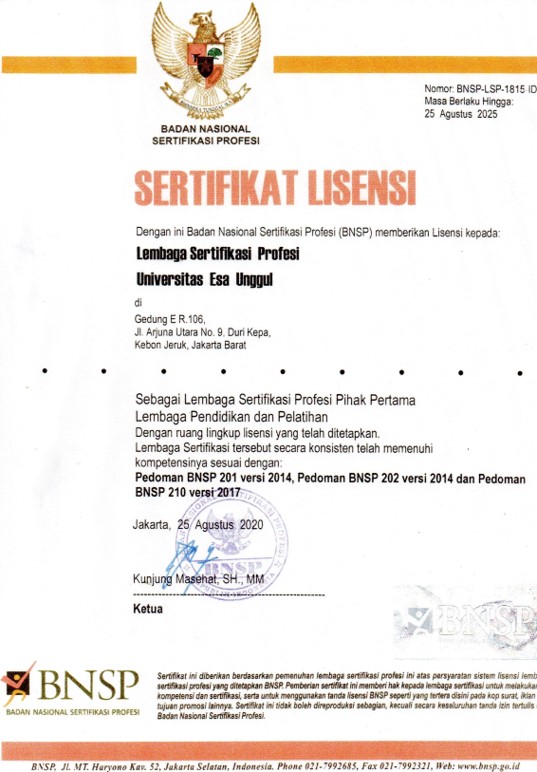 Nomor: BNSP-LSP-1815-ID
Masa Berlaku Hingga:
25 Agustus 2025
BADAN NASIONAL
SERTIFIKASI PROFESI
SERTIFIKAT LISENSI
Dengan ini Badan Nasional Sertifikasi Profesi (BNSP) memberikan Lisensi kepada:
Lembaga Sertifikasi Profesi
Universitas Esa Unggul
di
Gedung E R.106,
Jl. Arjuna Utara No. 9, Duri Kepa,
Kebon Jeruk, Jakarta Barat
Sebagai Lembaga Sertifikasi Profesi Pihak Pertama
Lembaga Pendidikan dan Pelatihan
Dengan ruang lingkup lisensi yang telah ditetapkan.
Lembaga Sertifikasi tersebut secara konsisten telah memenuhi
kompetensinya sesuai dengan:
Pedoman BNSP 201 versi 2014, Pedoman BNSP 202 versi 2014 dan Pedoman
BNSP 210 versi 2017
Jakarta, 25 Agustus 2020
BNSP
Kunjung Masehat, SH., MM
Ketua
BNSP
BNSP
BADAN NASIONAL SERTIFIKASI PROFESI
Sertifikat ini diberikan berdasarkan pemenuhan lembaga sertifikasi profesi ini atas persyaratan sistem lisensi lemb
sertifikasi profesi yang ditetapkan BNSP. Pemberian sertifikat ini memberi hak kepada lembaga sertifikasi untuk melakukan
kompetensi dan sertifikasi, serta untuk menggunakan tanda lisensi BNSP seperti yang tertera disini pada kop surat, iklan
tujuan promosi lainnya. Sertifikat ini tidak boleh direproduksi sebagian, kecuali secara keseluruhan tanda izin tertulis
Badan Nasional Sertifikasi Profesi.
BNSP, Jl. MT. Haryono Kav. 52, Jakarta Selatan, Indonesia. Phone 021-7992685, Fax 021-7992321, Web: www.bnsp.go.id